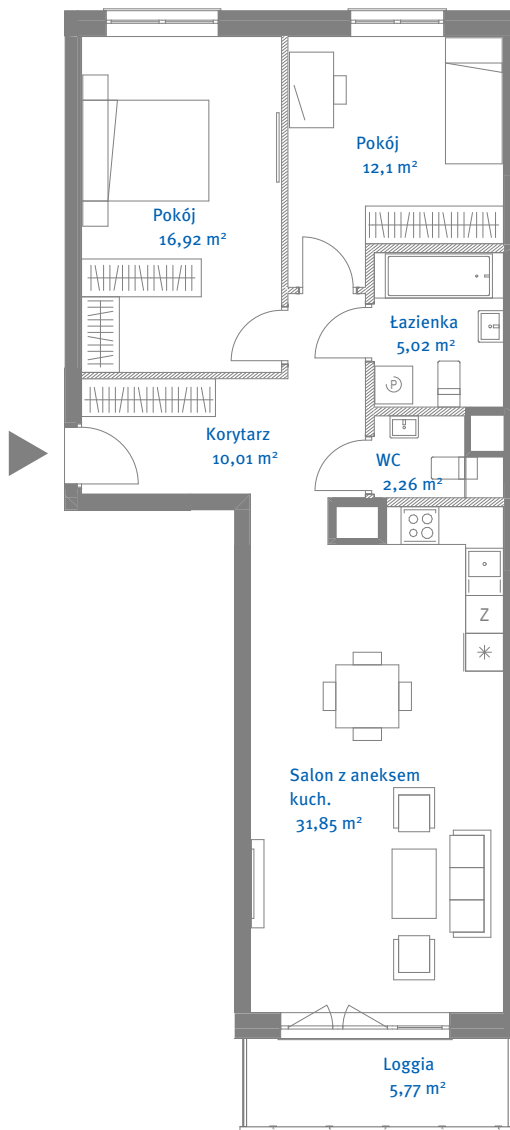 Pokój
12,1 m²
Pokój
16,92 m²
Łazienka
5,02 m²
P
Korytarz
10,01 m²
WC
2,26 m²
Z
Salon z aneksem
kuch.
31,85 m²
Loggia
5,77 m²